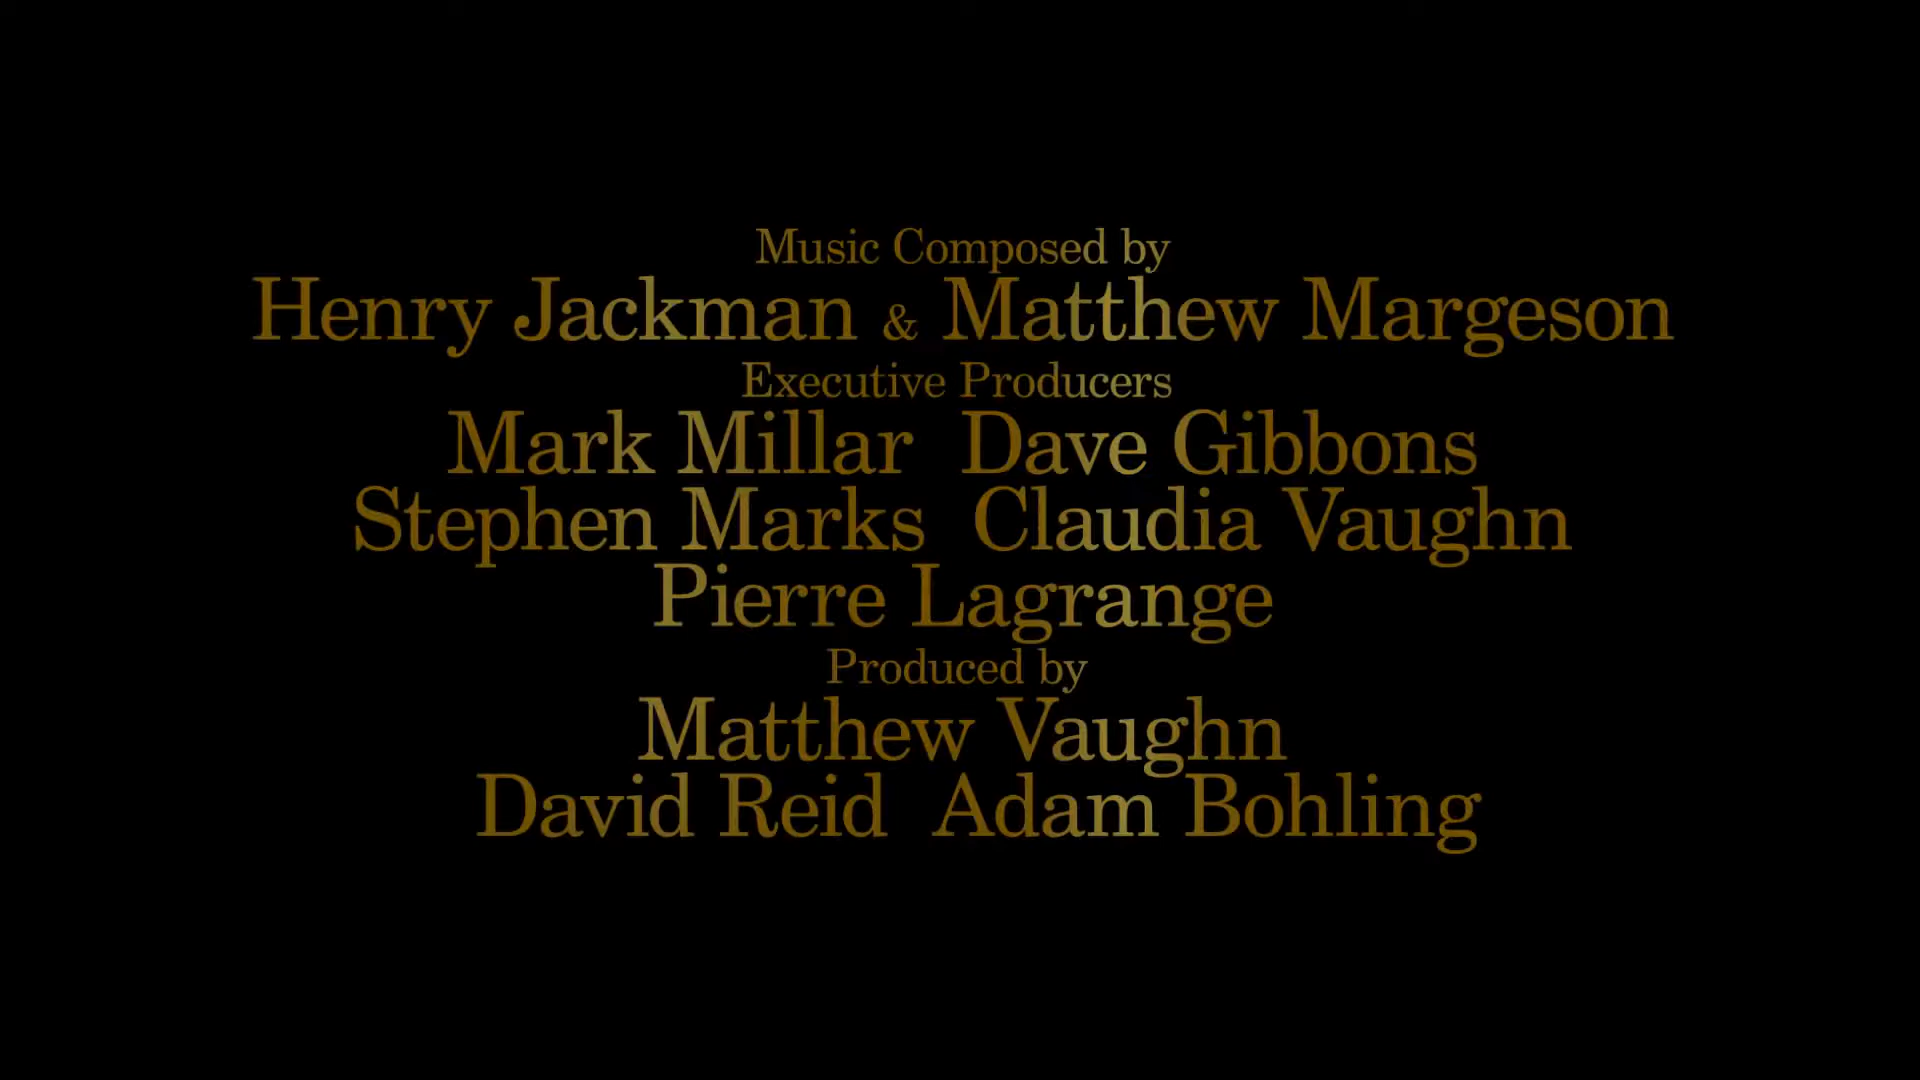 Music Composed by
Henry Jackman & Matthew Margeson
Executive Producers
Mark Millar Dave Gibbons
Stephen Marks Claudia Vaughn
Pierre Lagrange
Produced by
Matthew Vaughn
David Reid Adam Bohling